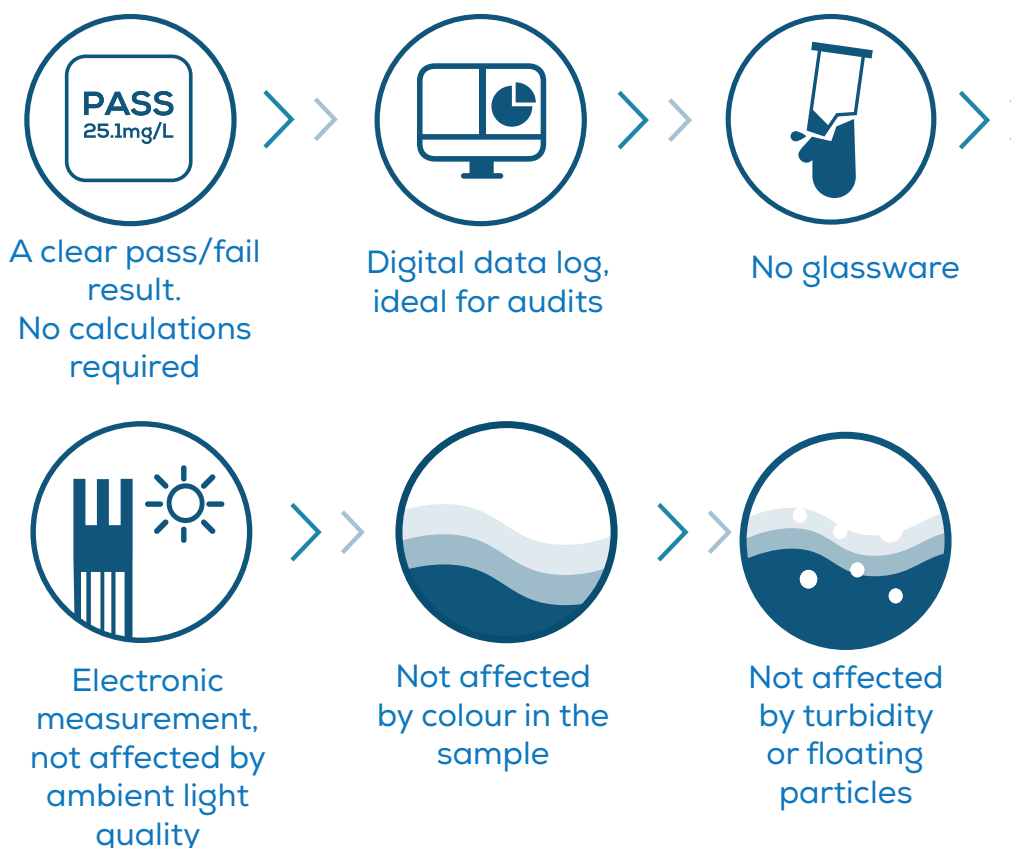 PASS
25.1mg/L
A clear pass/fail
result.
No calculations
required
Digital data log,
ideal for audits
No glassware
Electronic
measurement,
not affected by
ambient light
quality
Not affected
by colour in the
sample
Not affected
by turbidity
or floating
particles